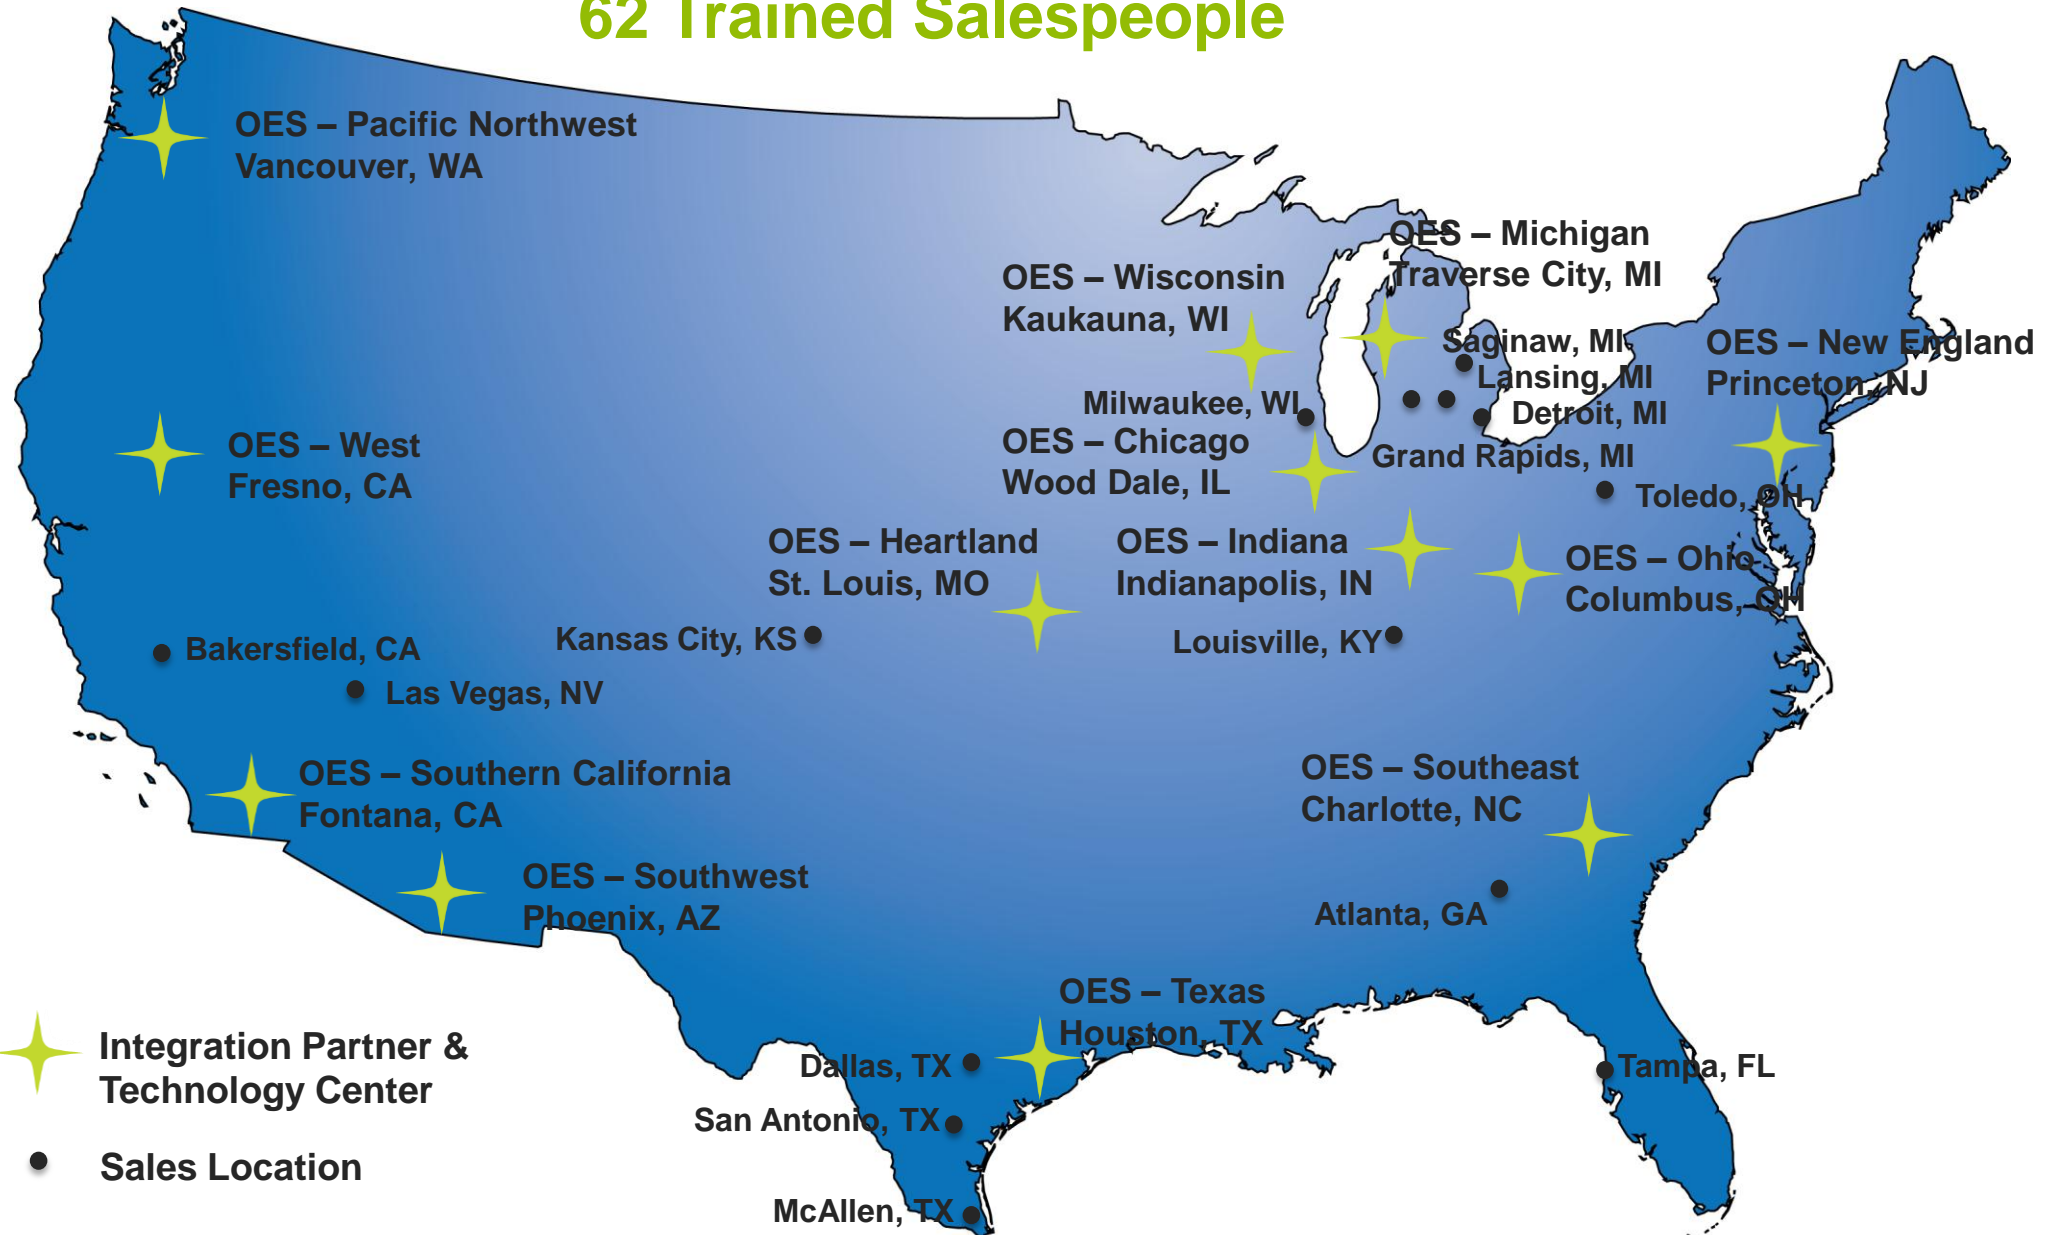 62 Trained Salespeople
OES – Pacific Northwest
Vancouver, WA
OES – Michigan
Traverse City, MI
OES – Wisconsin
Kaukauna, WI
Saginaw, MI
OES – New England
Princeton, NJ
Lansing, MI
Milwaukee, WI
Detroit, MI
OES – West
Fresno, CA
OES – Chicago
Wood Dale, IL
Grand Rapids, MI
Toledo, OH
OES – Heartland
St. Louis, MO
OES – Indiana
Indianapolis, IN
OES – Ohio
Columbus, OH
Kansas City, KS
Louisville, KY
Bakersfield, CA
Las Vegas, NV
OES – Southern California
Fontana, CA
OES – Southeast
Charlotte, NC
OES – Southwest
Phoenix, AZ
Atlanta, GA
OES – Texas
Houston, TX
Dallas, TX
Tampa, FL
San Antonio, TX
McAllen, TX
Integration Partner &
Technology Center
Sales Location